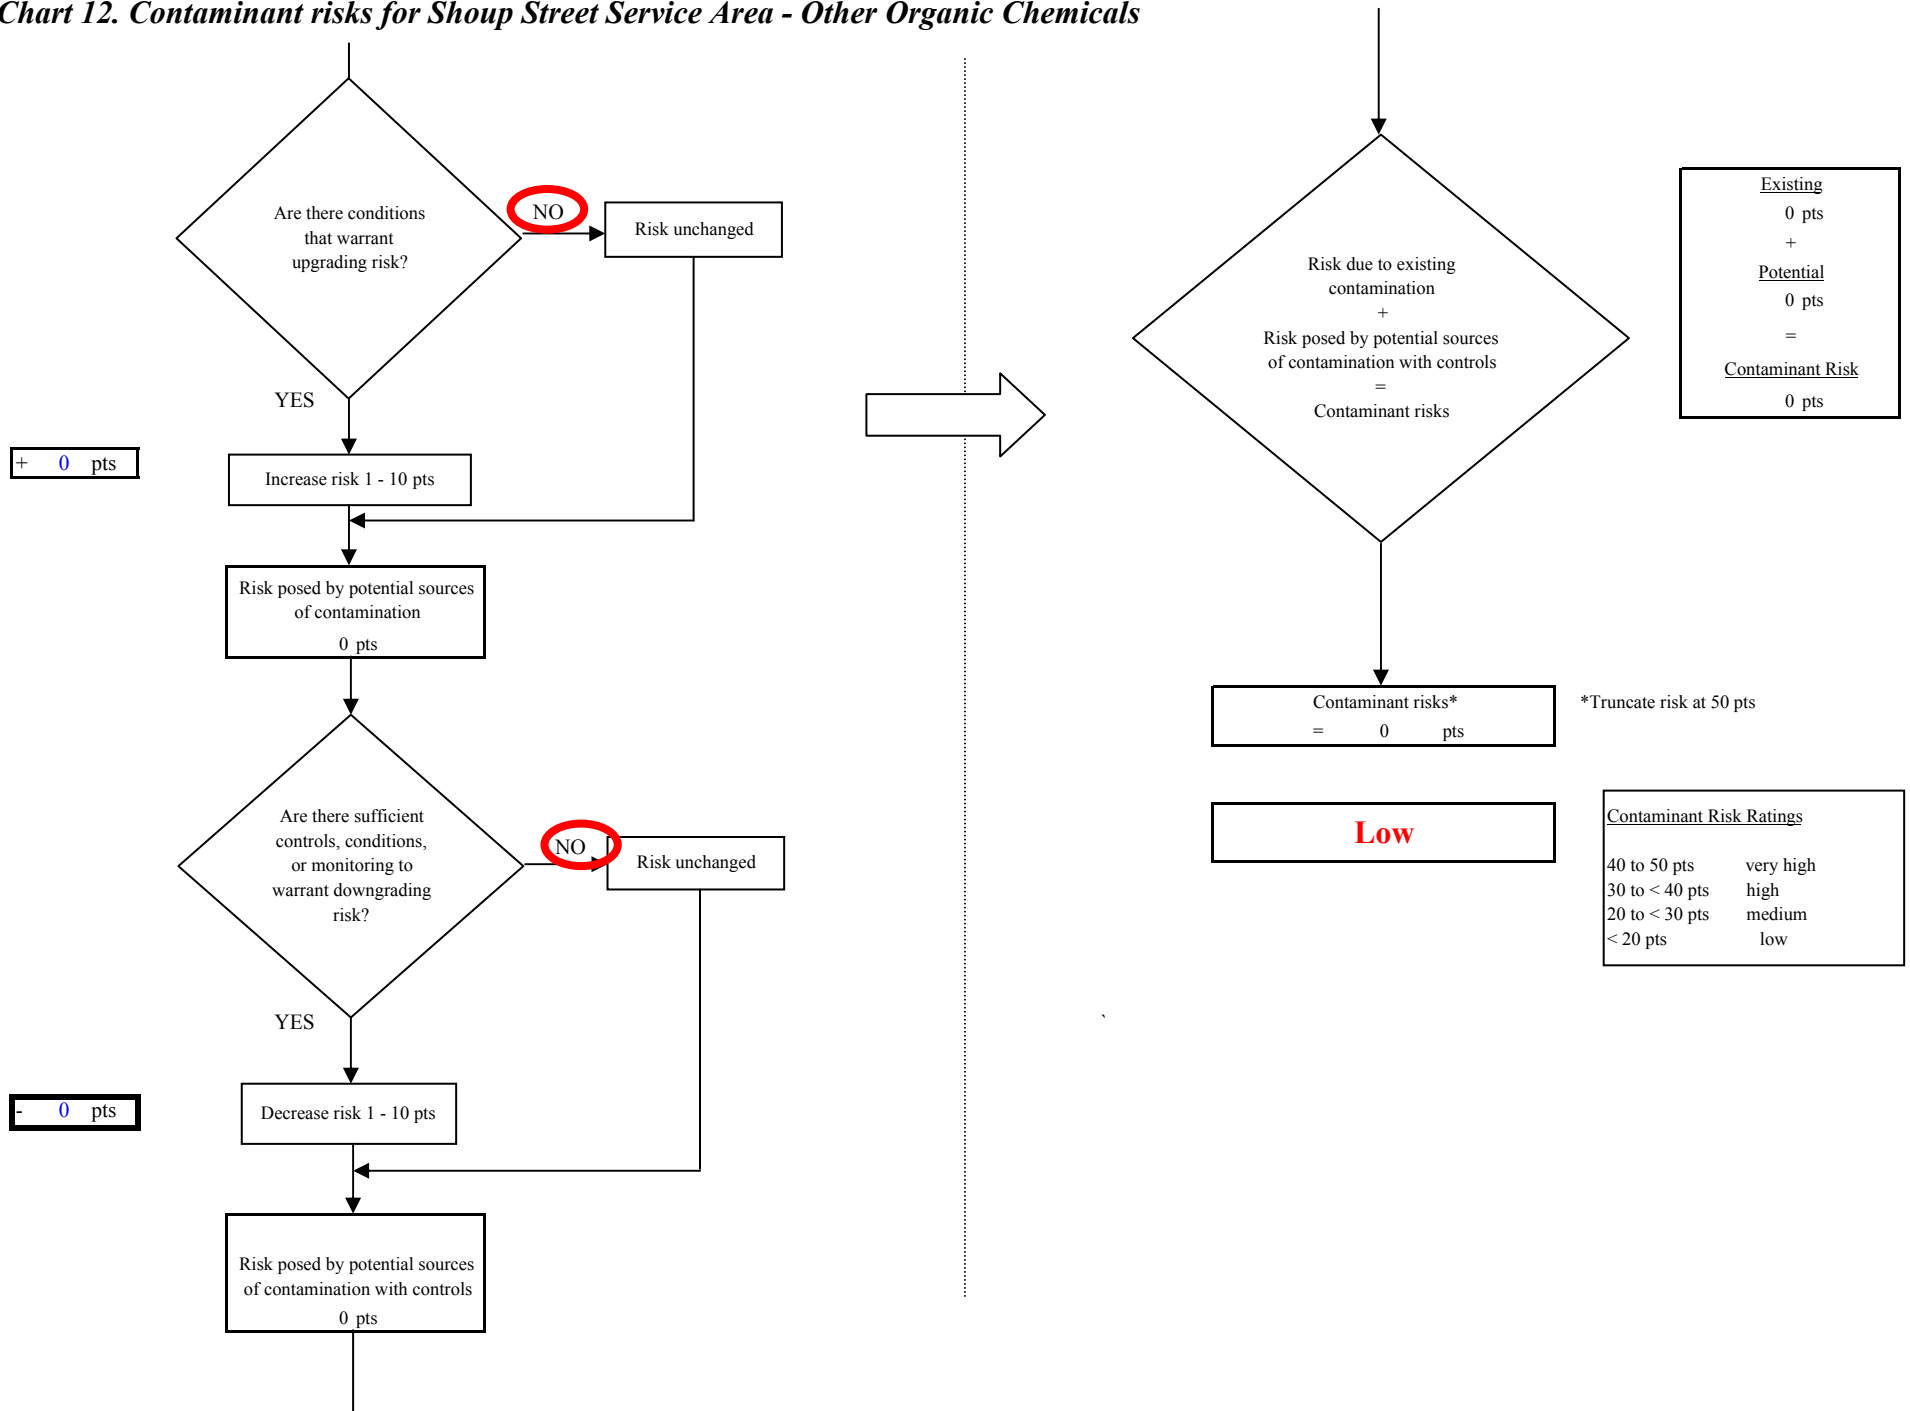 Chart 12. Contaminant risks for Shoup Street Service Area - Other Organic Chemicals
Are there conditions
that warrant
upgrading risk?
NO
Risk unchanged
YES
+ 0 pts
Increase risk 1 - 10 pts
Risk posed by potential sources
of contamination
0 pts
Are there sufficient
controls, conditions,
or monitoring to
warrant downgrading
risk?
NO
Risk unchanged
YES
- 0 pts
Decrease risk 1 - 10 pts
Risk posed by potential sources
of contamination with controls
0 pts
Risk due to existing
contamination
+
Risk posed by potential sources
of contamination with controls
=
Contaminant risks
Existing
0 pts
+
Potential
0 pts
=
Contaminant Risk
0 pts
Contaminant risks*
= 0 pts
*Truncate risk at 50 pts
Low
Contaminant Risk Ratings
40 to 50 pts very high
30 to < 40 pts high
20 to < 30 pts medium
< 20 pts low
`